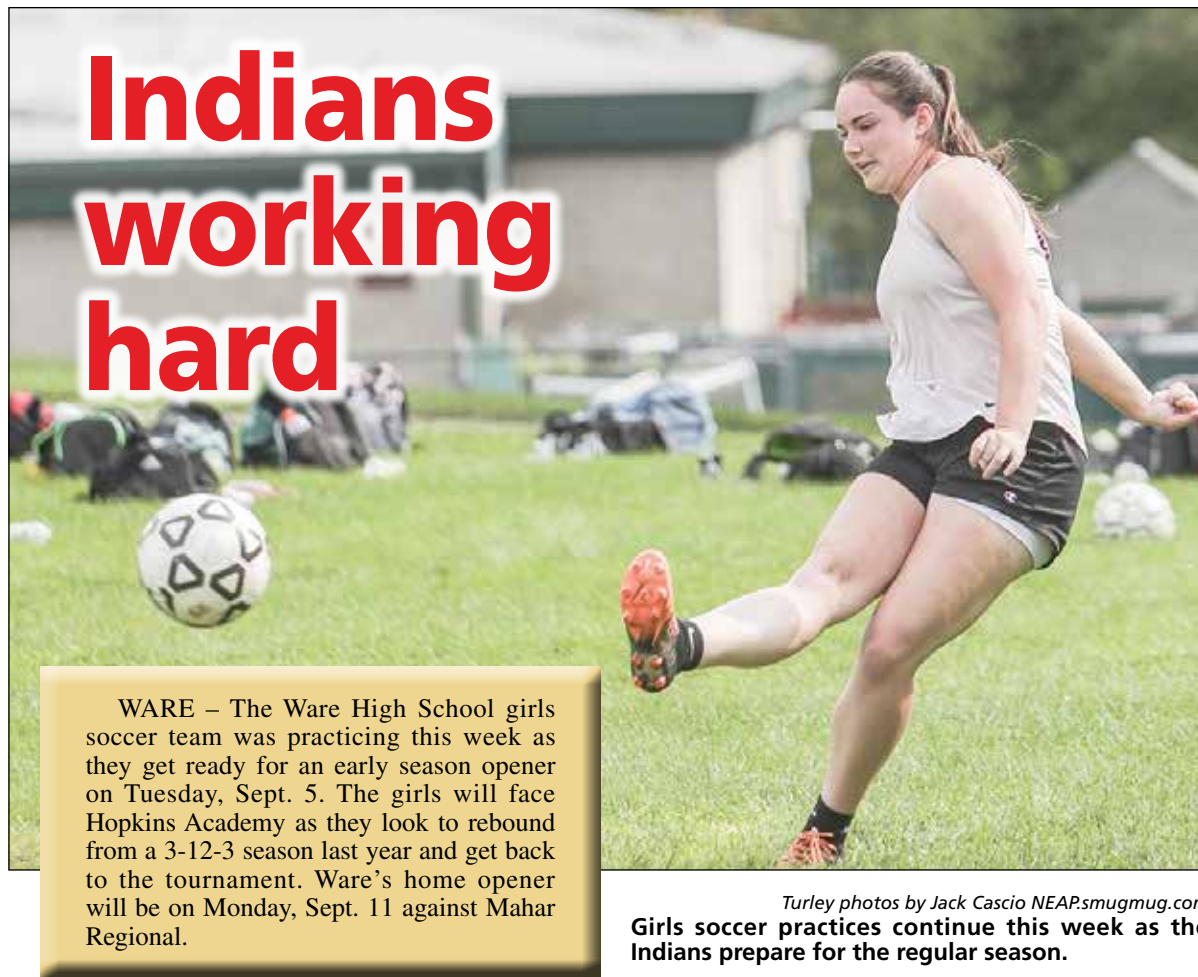 Indians
working
hard
WARE – The Ware High School girls
soccer team was practicing this week as
they get ready for an early season opener
on Tuesday, Sept. 5. The girls will face
Hopkins Academy as they look to rebound
from a 3-12-3 season last year and get back
to the tournament. Ware's home opener
will be on Monday, Sept. 11 against Mahar
Regional.
Turley photos by Jack Cascio NEAP.smugmug.com
Girls soccer practices continue this week as the
Indians prepare for the regular season.